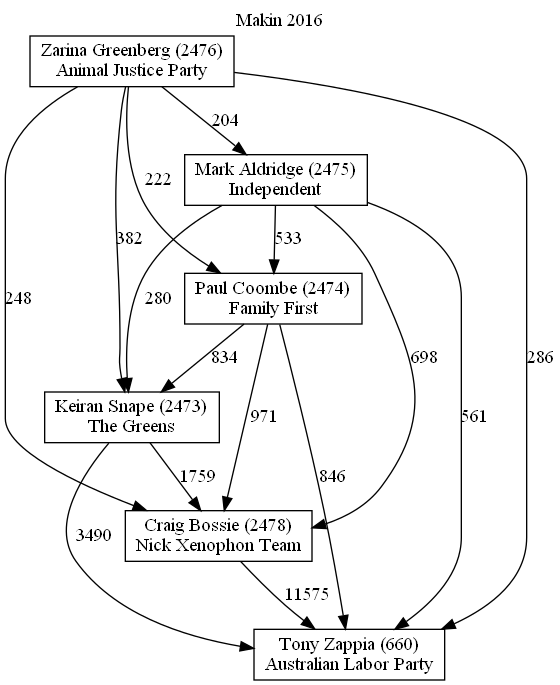 Makin 2016
Zarina Greenberg (2476)
Animal Justice Party
204
Mark Aldridge (2475)
Independent
222
382
533
280
248
Paul Coombe (2474)
Family First
834
698
286
Keiran Snape (2473)
The Greens
971
561
1759
846
3490
Craig Bossie (2478)
Nick Xenophon Team
11575
Tony Zappia (660)
Australian Labor Party